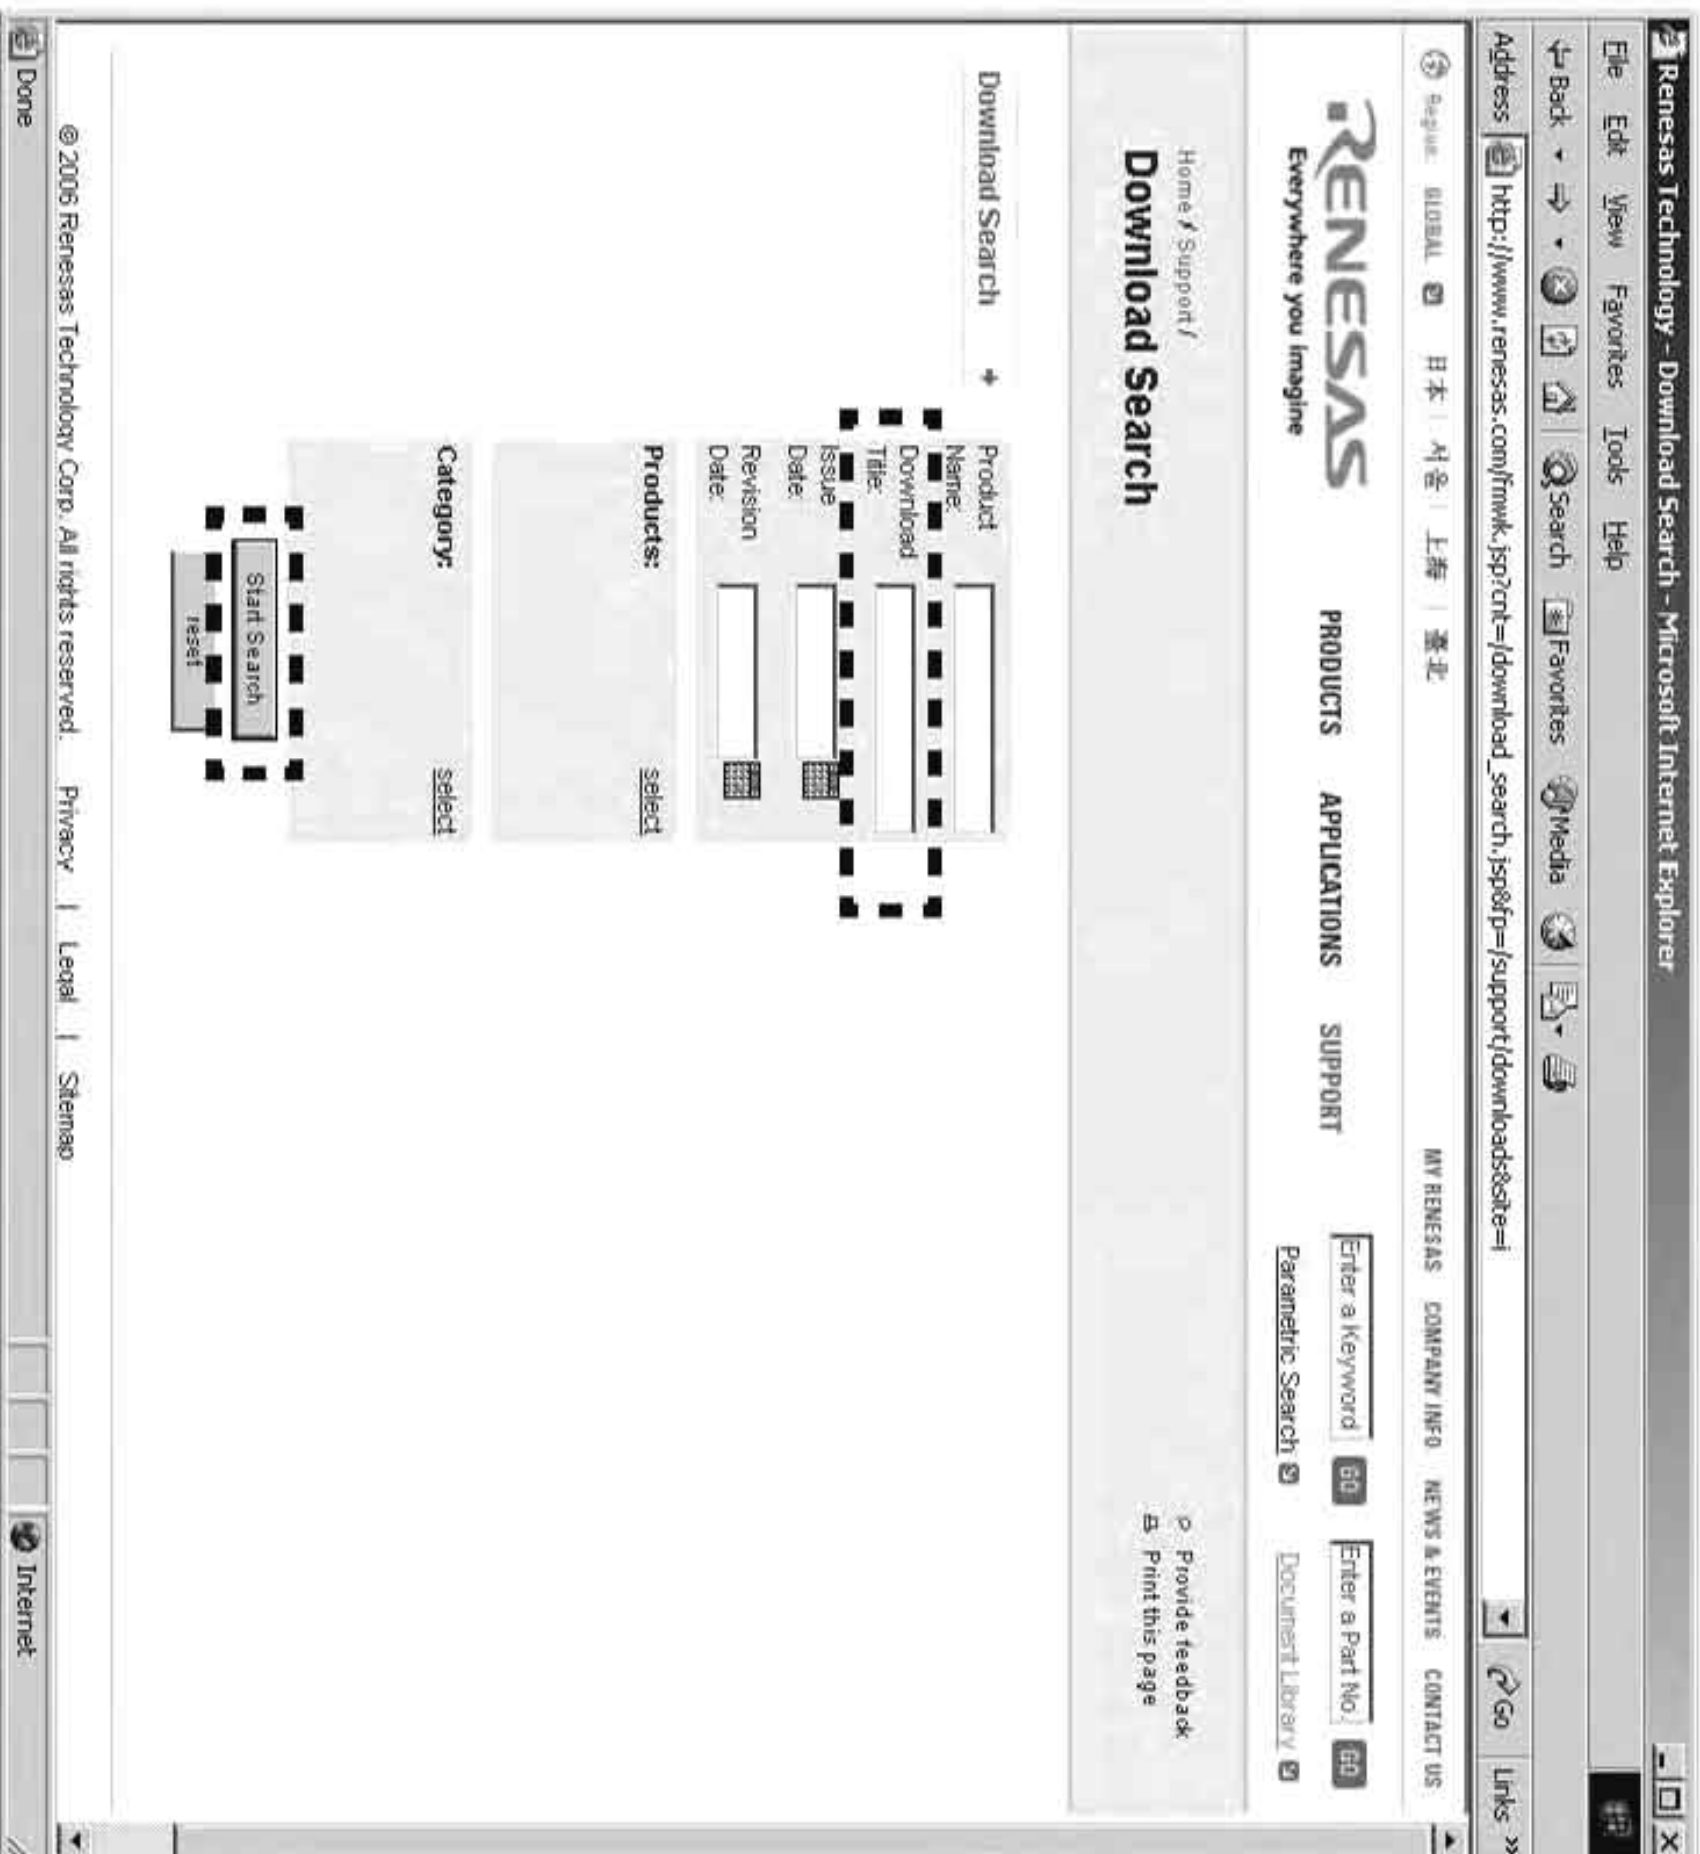 Renesas Technology - Download Search - Microsoft Internet Explorer
File Edit View Favorites Tools Help
Back Search Favorites Media
Address http://www.renesas.com/fmwk.jsp?cnt=/download_search.jsp&fp=/support/downloads&site=i Go Links »
Region: GLOBAL 日本 | 서울 | 上海 | 臺北 MY RENESAS COMPANY INFO NEWS & EVENTS CONTACT US
RENESAS PRODUCTS APPLICATIONS SUPPORT Enter a Keyword GO Enter a Part No. GO
Everywhere you imagine Parametric Search Document Library
Home / Support / Provide feedback
Download Search Print this page
Download Search
Product
Name:
Download
Title:
Issue
Date:
Revision
Date:
Products: select
Category: select
Start Search
reset
© 2006 Renesas Technology Corp. All rights reserved. Privacy | Legal | Sitemap
Done Internet